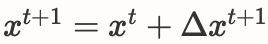 x^{t+1} = x^t + Δx^{t+1}